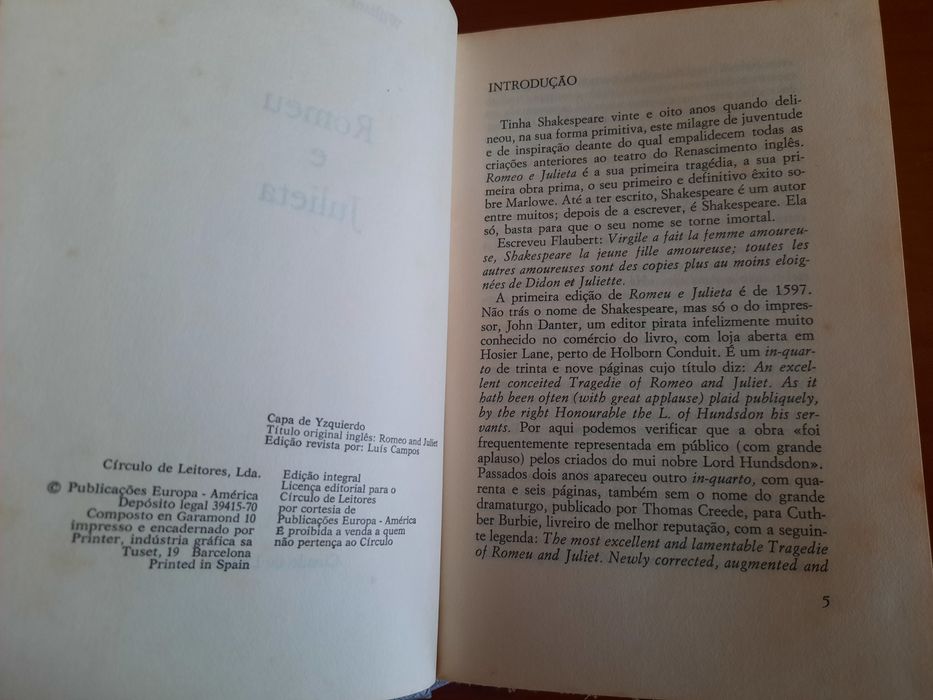 Romeu
e
Julieta
Capa de Yzquierdo
Título original inglês: Romeo and Juliet
Edição revista por: Luís Campos
Círculo de Leitores, Lda.
© Publicações Europa - América
Depósito legal 39415-70
Composto en Garamond 10
impresso e encadernado por
Printer, indústria gráfica sa
Tuset, 19 Barcelona
Printed in Spain
Edição integral
Licença editorial para o
Círculo de Leitores
por cortesia de
Publicações Europa - América
É proibida a venda a quem
não pertença ao Círculo
INTRODUÇÃO
Tinha Shakespeare vinte e oito anos quando deli-
neou, na sua forma primitiva, este milagre de juventude
e de inspiração deante do qual empalidecem todas as
criações anteriores ao teatro do Renascimento inglês.
Romeo e Julieta é a sua primeira tragédia, a sua pri-
meira obra prima, o seu primeiro e definitivo êxito so-
bre Marlowe. Até a ter escrito, Shakespeare é um autor
entre muitos; depois de a escrever, é Shakespeare. Ela
só, basta para que o seu nome se torne imortal.
Escreveu Flaubert: Virgile a fait la femme amoureu-
se, Shakespeare la jeune fille amoureuse; toutes les
autres amoureuses sont des copies plus au moins eloig-
nées de Didon et Juliette.
A primeira edição de Romeu e Julieta é de 1597.
Não trás o nome de Shakespeare, mas só o do impres-
sor, John Danter, um editor pirata infelizmente muito
conhecido no comércio do livro, com loja aberta em
Hosier Lane, perto de Holborn Conduit. É um in-quar-
to de trinta e nove páginas cujo título diz: An excel-
lent conceited Tragedie of Romeo and Juliet. As it
hath been often (with great applause) plaid publiquely,
by the right Honourable the L. of Hundsdon his ser-
vants. Por aqui podemos verificar que a obra «foi
frequentemente representada em público (com grande
aplauso) pelos criados do mui nobre Lord Hundsdon».
Passados dois anos apareceu outro in-quarto, com qua-
renta e seis páginas, também sem o nome do grande
dramaturgo, publicado por Thomas Creede, para Cuth-
ber Burbie, livreiro de melhor reputação, com a seguin-
te legenda: The most excellent and lamentable Tragedie
of Romeu and Juliet. Newly corrected, augmented and
5